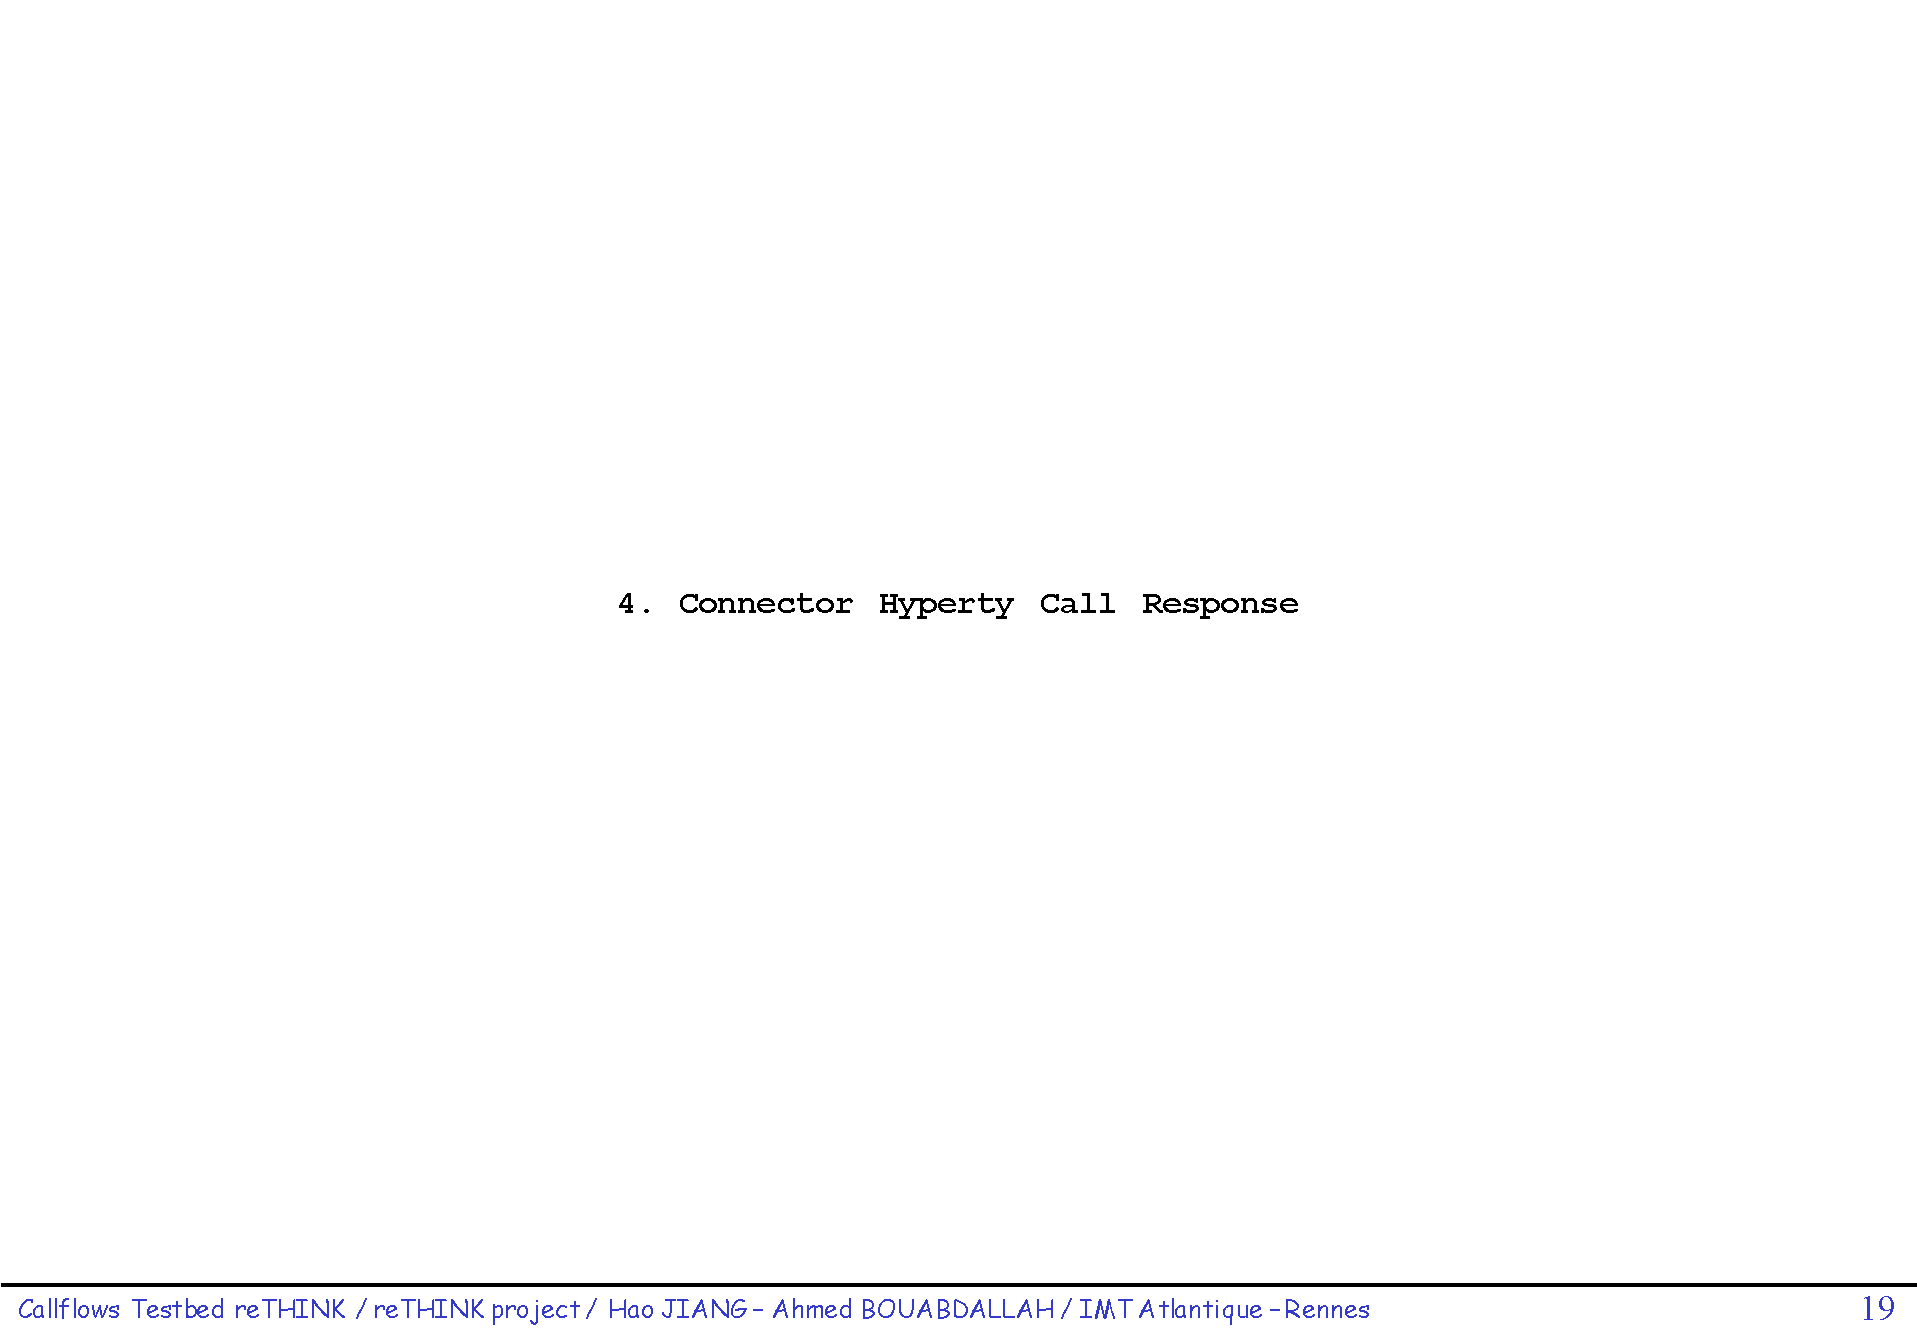 4. Connector Hyperty Call Response
Callflows Testbed reTHINK / reTHINK project / Hao JIANG – Ahmed BOUABDALLAH / IMT Atlantique – Rennes 19